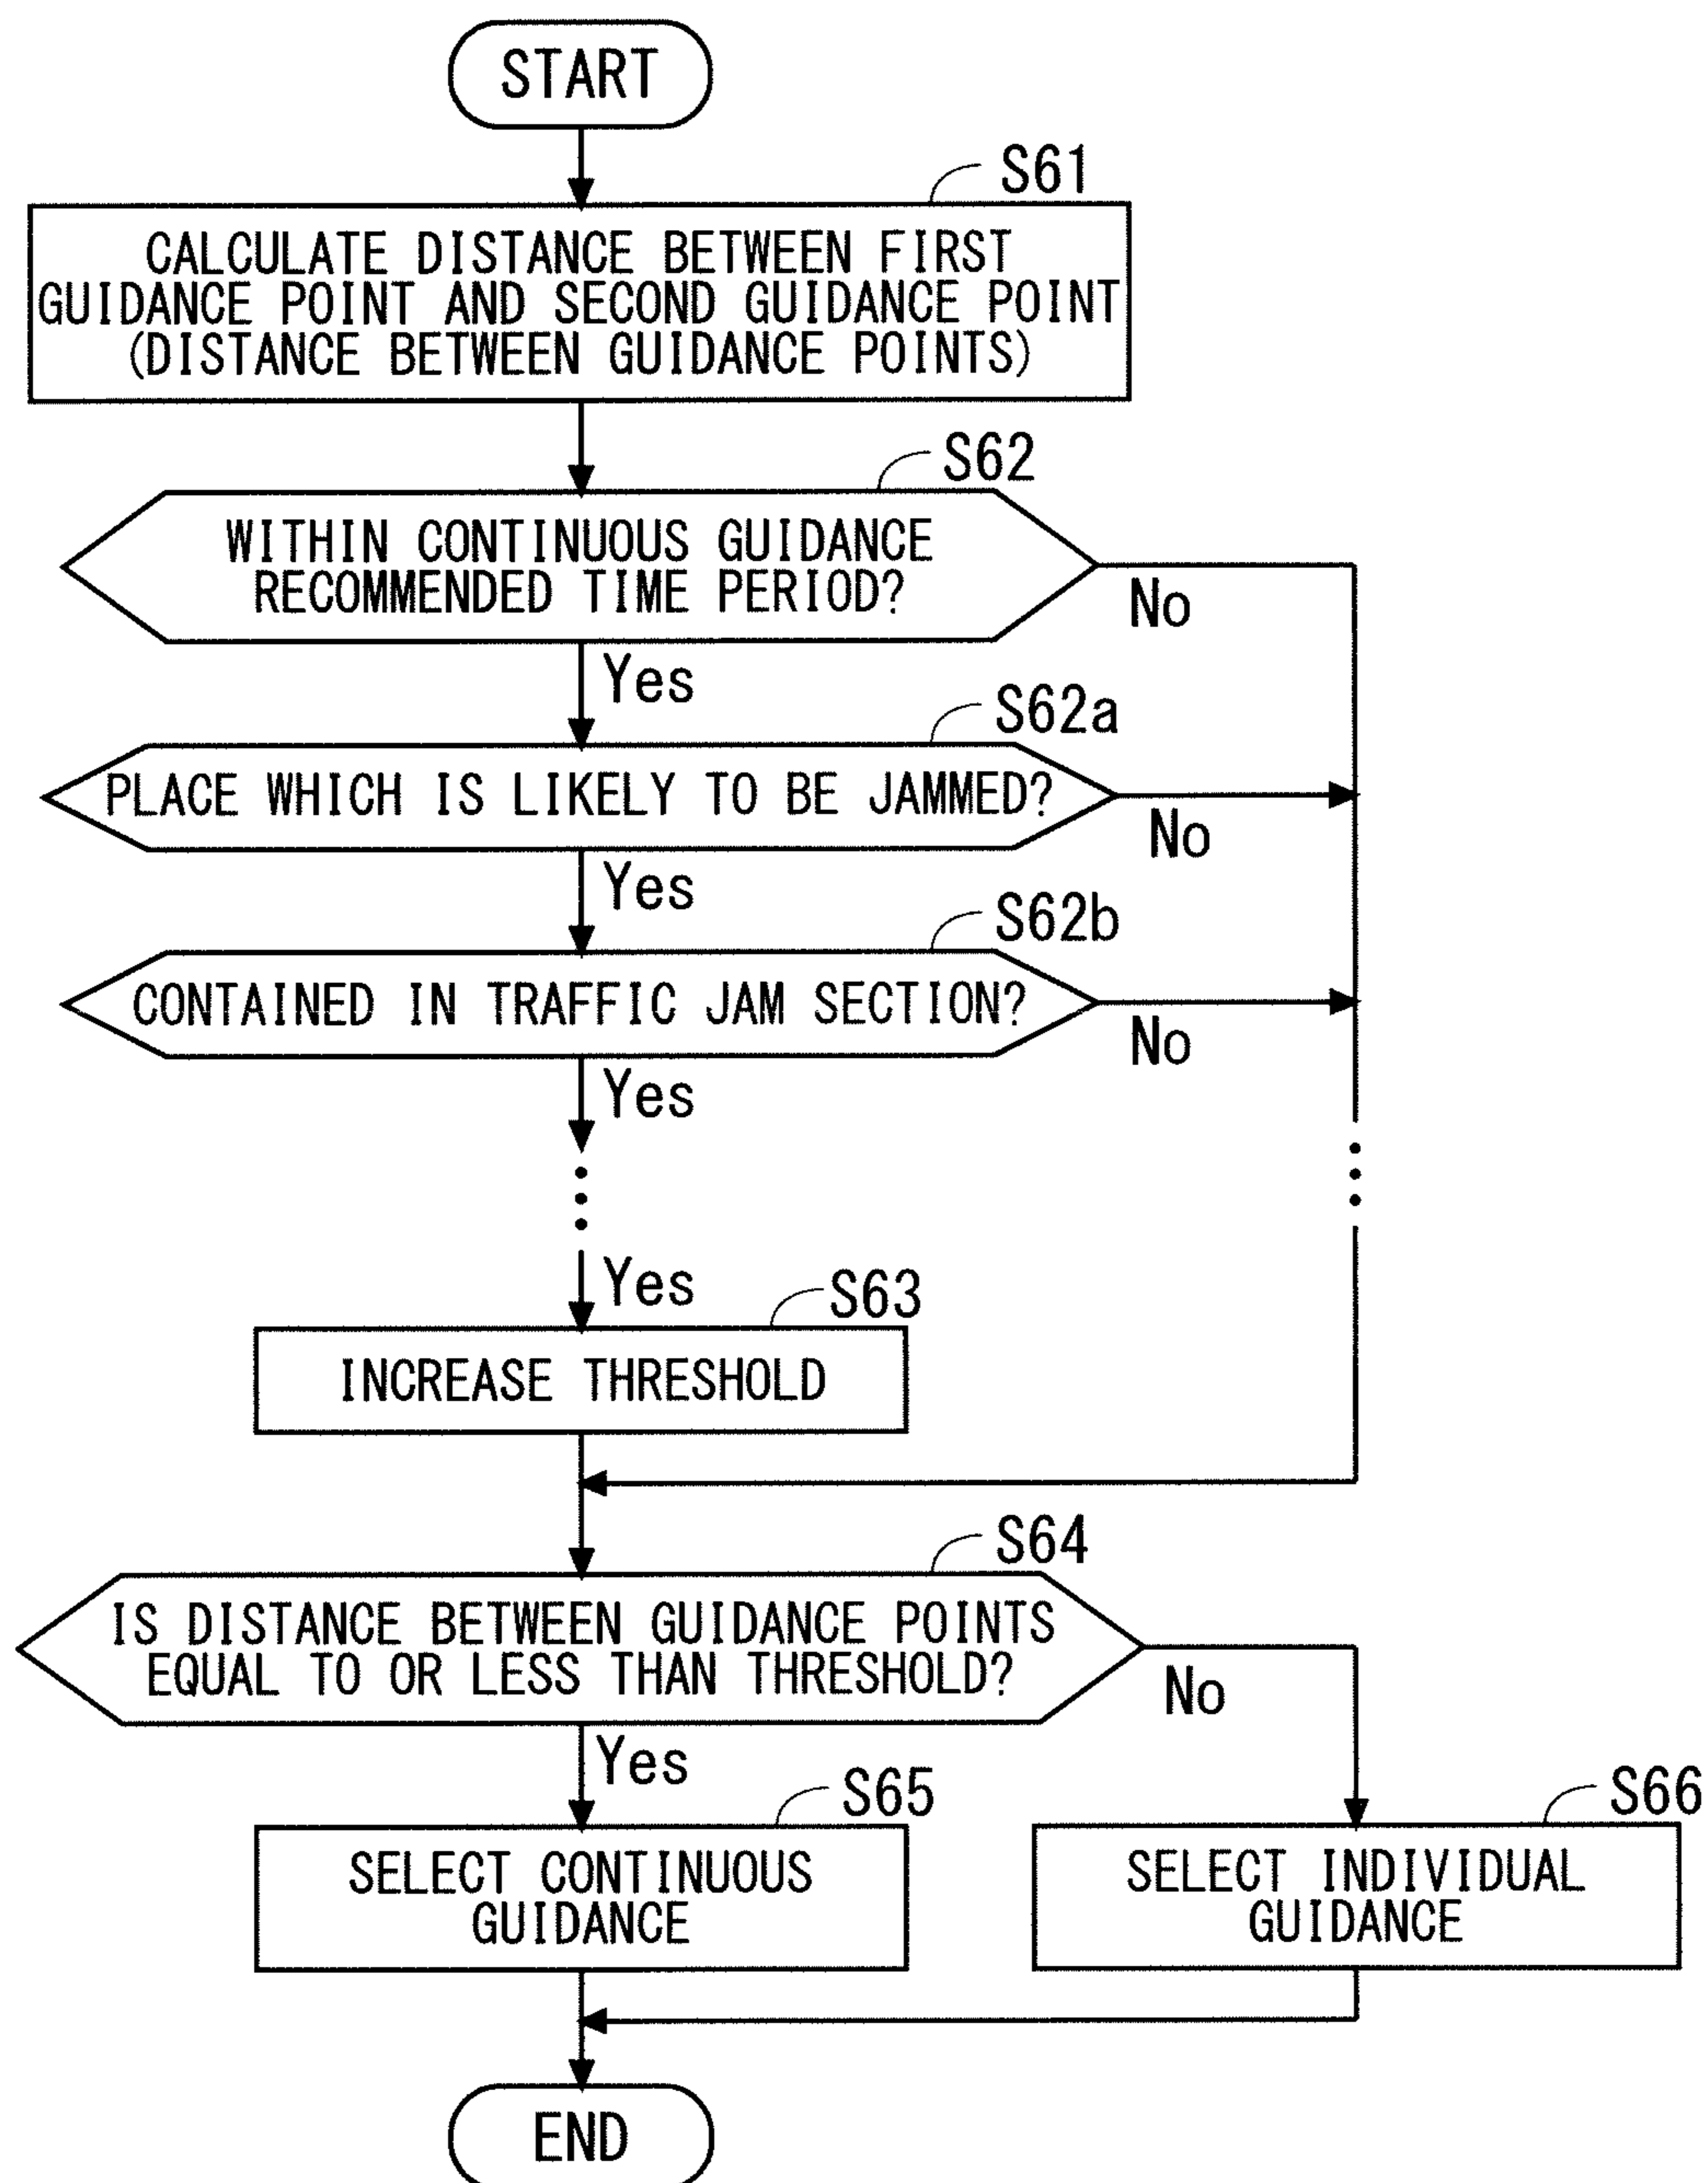 START
S61
CALCULATE DISTANCE BETWEEN FIRST
GUIDANCE POINT AND SECOND GUIDANCE POINT
(DISTANCE BETWEEN GUIDANCE POINTS)
S62
WITHIN CONTINUOUS GUIDANCE
RECOMMENDED TIME PERIOD?
No
Yes
S62a
PLACE WHICH IS LIKELY TO BE JAMMED?
No
Yes
S62b
CONTAINED IN TRAFFIC JAM SECTION?
No
Yes
Yes
S63
INCREASE THRESHOLD
S64
IS DISTANCE BETWEEN GUIDANCE POINTS
EQUAL TO OR LESS THAN THRESHOLD?
No
Yes
S65
SELECT CONTINUOUS
GUIDANCE
S66
SELECT INDIVIDUAL
GUIDANCE
END